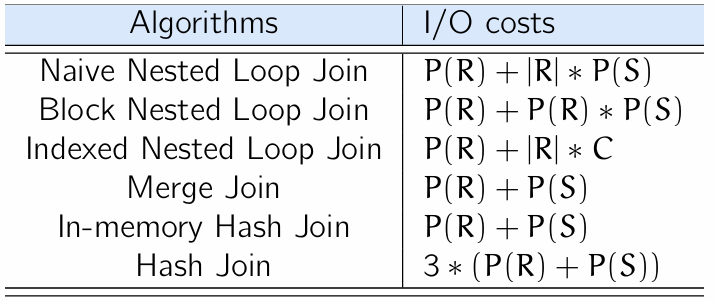 Algorithms I/O costs
Naive Nested Loop Join P(R) + |R| ∗ P(S)
Block Nested Loop Join P(R) + P(R) ∗ P(S)
Indexed Nested Loop Join P(R) + |R| ∗ C
Merge Join P(R) + P(S)
In-memory Hash Join P(R) + P(S)
Hash Join 3 ∗ (P(R) + P(S))